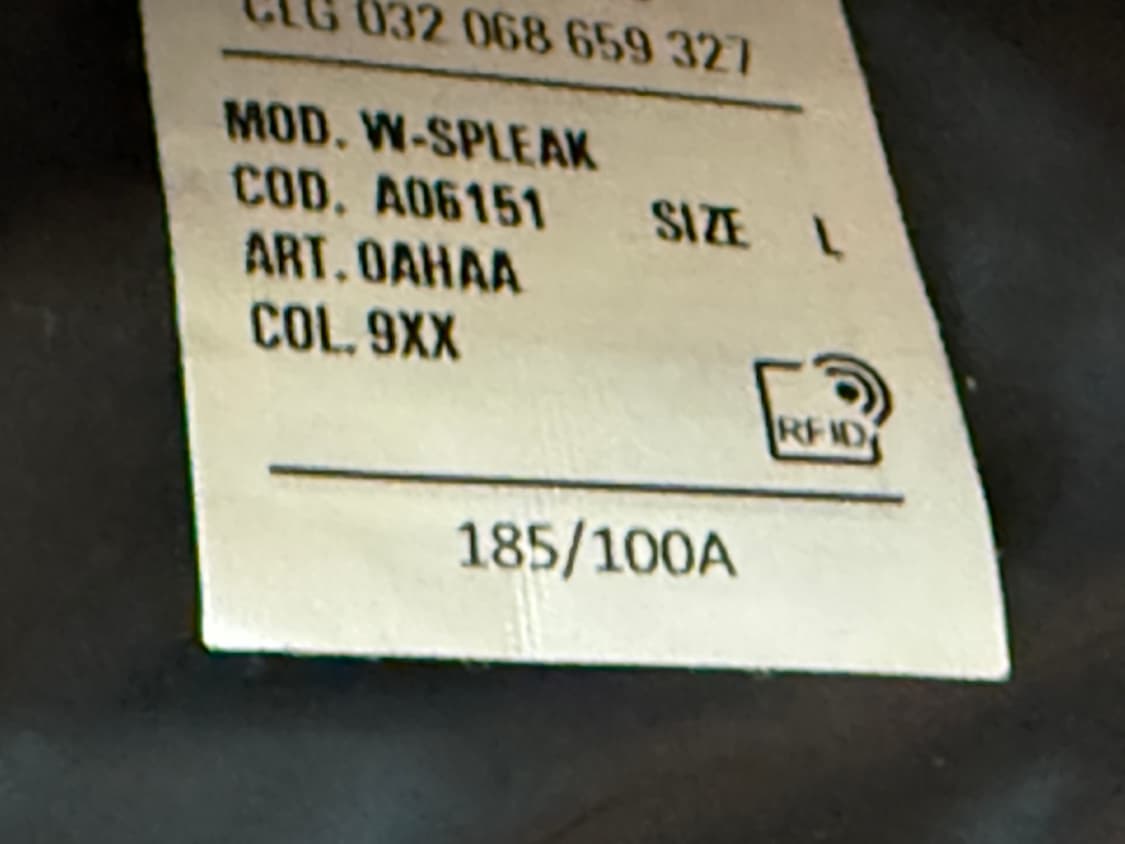 CLG 032 068 659 327
MOD. W-SPLEAK
COD. A06151 SIZE L
ART. 0AHAA
COL. 9XX
RFID
185/100A